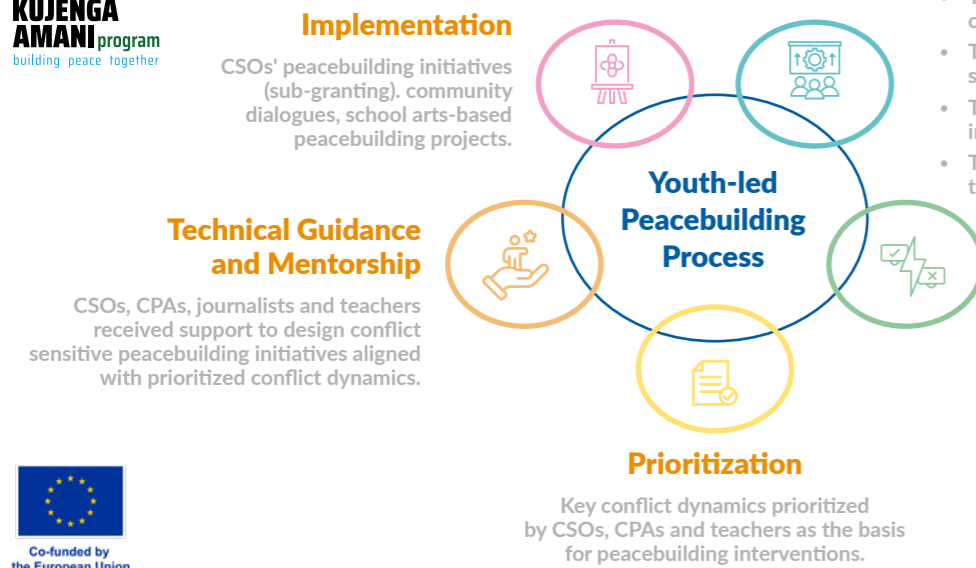 KUJENGA
AMANI program
building peace together
Implementation
CSOs' peacebuilding initiatives
(sub-granting). community
dialogues, school arts-based
peacebuilding projects.
Youth-led
Peacebuilding
Process
Technical Guidance
and Mentorship
CSOs, CPAs, journalists and teachers
received support to design conflict
sensitive peacebuilding initiatives aligned
with prioritized conflict dynamics.
Prioritization
Key conflict dynamics prioritized
by CSOs, CPAs and teachers as the basis
for peacebuilding interventions.
Co-funded by
the European Union